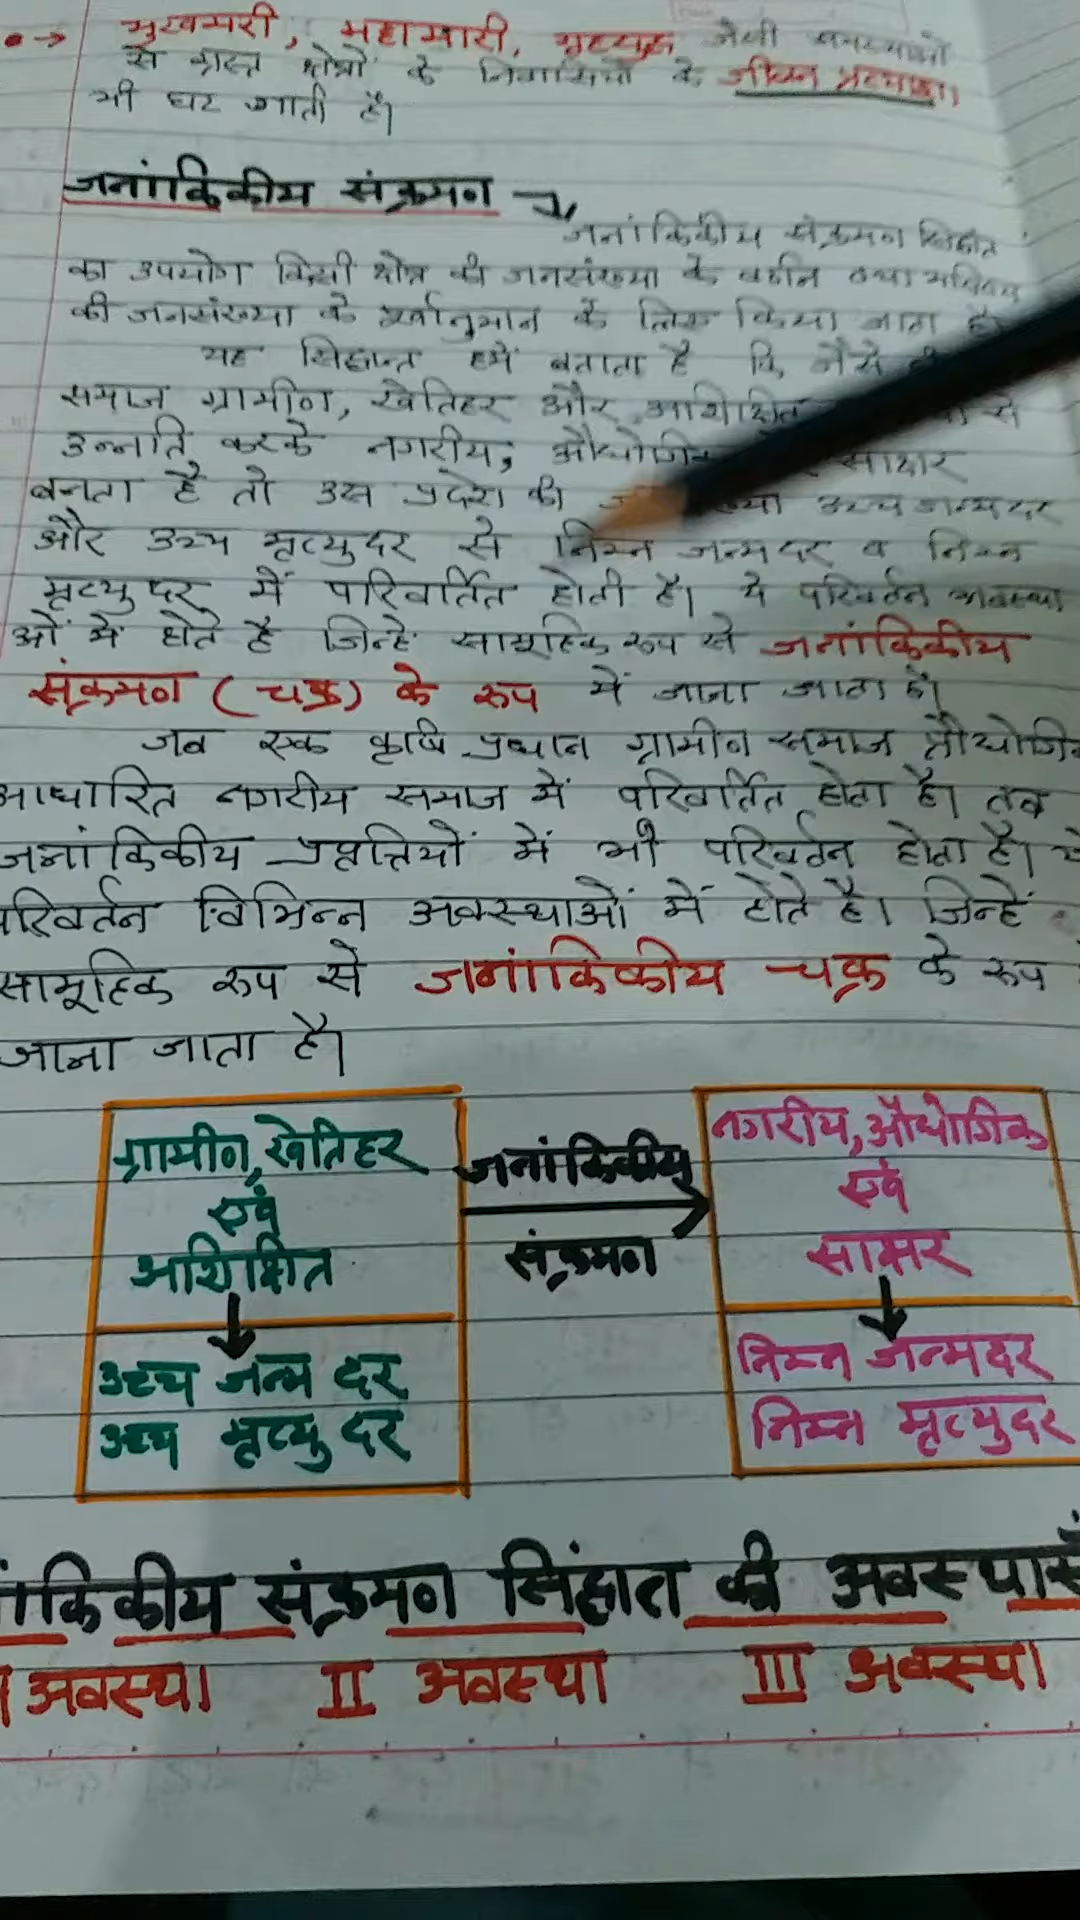 भुखमरी, महामारी, गृहयुद्ध जैसी समस्याओं
से ग्रस्त क्षेत्रों के निवासियों के जीवन प्रत्याशा
भी घट जाती है।
जनांकिकीय संक्रमण →
जनांकिकीय संक्रमण सिद्धांत
का उपयोग किसी क्षेत्र की जनसंख्या के वर्णन तथा भविष्य
की जनसंख्या के पूर्वानुमान के लिए किया जाता है।
यह सिद्धान्त हमें बताता है कि, जैसे
समाज ग्रामीण, खेतिहर और अशिक्षित से
उन्नति करके नगरीय, साक्षर
बनता है तो उस प्रदेश की उच्च जन्मदर
और उच्च मृत्युदर से निम्न जन्मदर व निम्न
मृत्युदर में परिवर्तित होती है। ये परिवर्तन अवस्था
ओं में होते है जिन्हें सामूहिक रूप से जनांकिकीय
संक्रमण (चक्र) के रूप में जाना जाता है।
जब एक कृषि प्रधान ग्रामीण समाज
आधारित नगरीय समाज में परिवर्तित होता है। तब
जनांकिकीय प्रवृत्तियों में भी परिवर्तन होता है।
परिवर्तन विभिन्न अवस्थाओं में होते है। जिन्हें
सामूहिक रूप से जनांकिकीय चक्र के रूप
जाना जाता है।
ग्रामीण, खेतिहर
एवं
अशिक्षित
उच्च जन्म दर
उच्च मृत्यु दर
जनांकिकीय
संक्रमण
नगरीय, औद्योगिक
एवं
साक्षर
निम्न जन्मदर
निम्न मृत्युदर
संक्रमण सिंद्दात की अवस्थाएँ
अवस्था II अवस्था III अवस्था